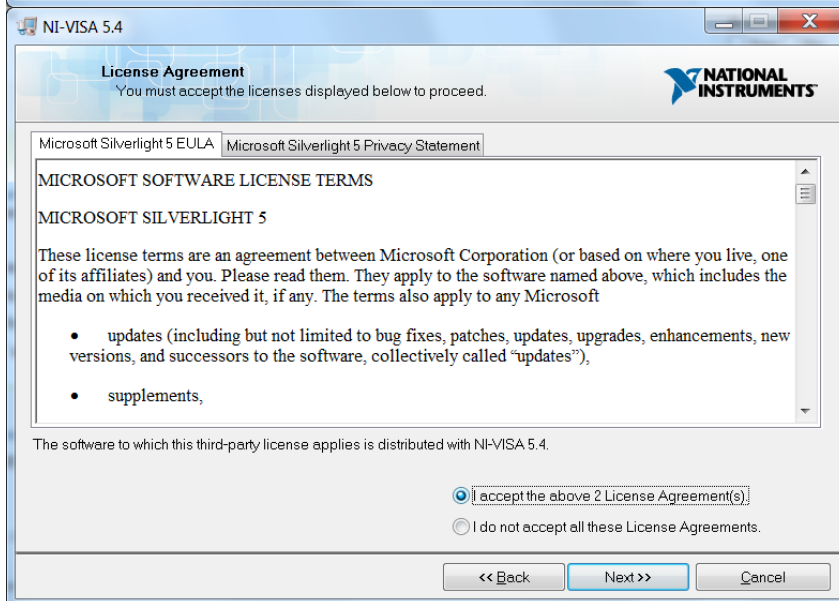 NI-VISA 5.4
License Agreement
You must accept the licenses displayed below to proceed.
NATIONAL
INSTRUMENTS™
Microsoft Silverlight 5 EULA
Microsoft Silverlight 5 Privacy Statement
MICROSOFT SOFTWARE LICENSE TERMS
MICROSOFT SILVERLIGHT 5
These license terms are an agreement between Microsoft Corporation (or based on where you live, one
of its affiliates) and you. Please read them. They apply to the software named above, which includes the
media on which you received it, if any. The terms also apply to any Microsoft
• updates (including but not limited to bug fixes, patches, updates, upgrades, enhancements, new
versions, and successors to the software, collectively called “updates”),
• supplements,
The software to which this third-party license applies is distributed with NI-VISA 5.4.
I accept the above 2 License Agreement(s).
I do not accept all these License Agreements.
<< Back
Next >>
Cancel